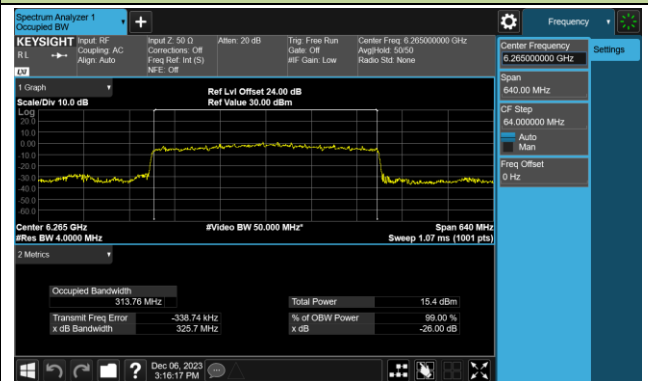 Spectrum Analyzer 1
Occupied BW
Frequency
KEYSIGHT
Input: RF
Coupling: AC
Align: Auto
Input Z: 50 Ω
Corrections: Off
Freq Ref: Int (S)
NFE: Off
Atten: 20 dB
Trig: Free Run
Gate: Off
#IF Gain: Low
Center Freq: 6.265000000 GHz
Avg|Hold: 50/50
Radio Std: None
RL
LXI
Center Frequency
6.265000000 GHz
Settings
Span
640.00 MHz
CF Step
64.000000 MHz
Auto
Man
Freq Offset
0 Hz
1 Graph
Scale/Div 10.0 dB
Ref Lvl Offset 24.00 dB
Ref Value 30.00 dBm
Log
20.0
10.0
0.00
-10.0
-20.0
-30.0
-40.0
-50.0
-60.0
Center 6.265 GHz
#Video BW 50.000 MHz*
Span 640 MHz
#Res BW 4.0000 MHz
Sweep 1.07 ms (1001 pts)
2 Metrics
Occupied Bandwidth
313.76 MHz
Total Power
15.4 dBm
Transmit Freq Error
-338.74 kHz
% of OBW Power
99.00 %
x dB Bandwidth
325.7 MHz
x dB
-26.00 dB
?
Dec 06, 2023
3:16:17 PM